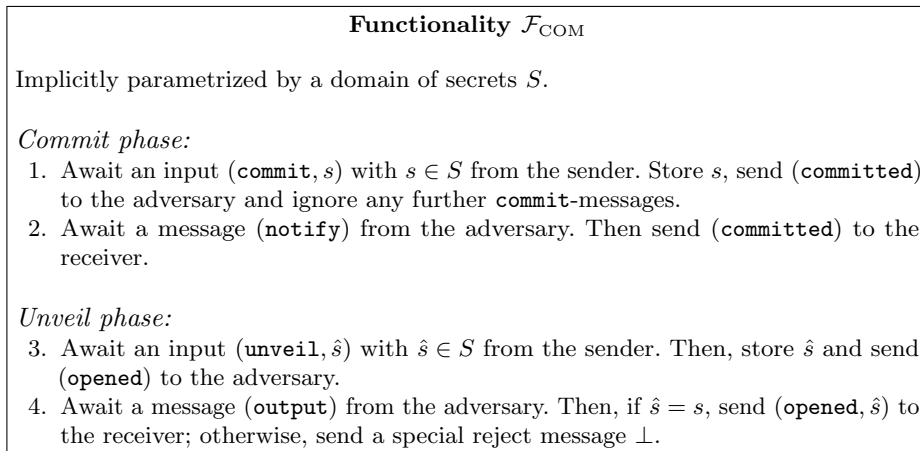 Functionality F_COM
Implicitly parametrized by a domain of secrets S.
Commit phase:
1. Await an input (commit, s) with s ∈ S from the sender. Store s, send (committed)
to the adversary and ignore any further commit-messages.
2. Await a message (notify) from the adversary. Then send (committed) to the
receiver.
Unveil phase:
3. Await an input (unveil, ŝ) with ŝ ∈ S from the sender. Then, store ŝ and send
(opened) to the adversary.
4. Await a message (output) from the adversary. Then, if ŝ = s, send (opened, ŝ) to
the receiver; otherwise, send a special reject message ⊥.